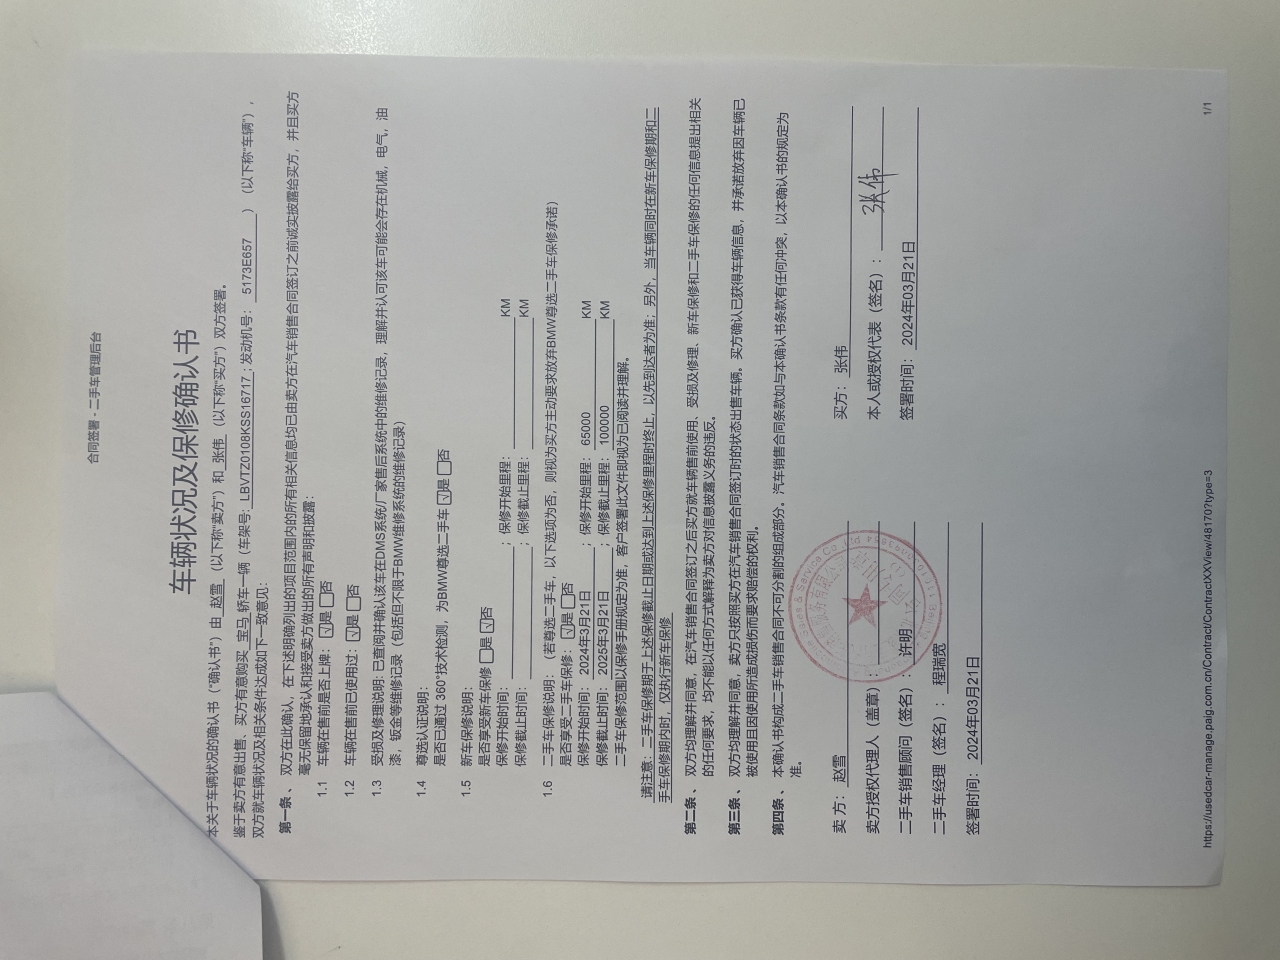 合同签署 - 二手车管理后台
车辆状况及保修确认书
本关于车辆状况的确认书（“确认书”）由 赵雪 （以下称“卖方”）和 张伟 （以下称“买方”）双方签署。
鉴于卖方有意出售、买方有意购买 宝马 轿车一辆（车架号: LBVTZ0108KSS16717 ; 发动机号: 5173E657 ）（以下称“车辆”），
双方就车辆状况及相关条件达成如下一致意见:
第一条 、 双方在此确认，在下述明确列出的项目范围内的所有相关信息均已由卖方在汽车销售合同签订之前诚实披露给买方，并且买方
毫无保留地承认和接受卖方做出的所有声明和披露：
1.1 车辆在售前是否上牌: ☑是 □否
1.2 车辆在售前已使用过: ☑是 □否
1.3 受损及修理说明: 已查阅并确认该车在DMS系统/厂家售后系统中的维修记录，理解并认可该车可能会存在机械，电气，油
漆，钣金等维修记录（包括但不限于BMW维修系统的维修记录）
1.4 尊选认证说明:
是否已通过 360°技术检测，为BMW尊选二手车 ☑是 □否
1.5 新车保修说明:
是否享受新车保修 □是 ☑否
保修开始时间: ； 保修开始里程: KM
保修截止时间: ； 保修截止里程: KM
1.6 二手车保修说明: （若尊选二手车，以下选项为否，则视为买方主动要求放弃BMW尊选二手车保修承诺）
是否享受二手车保修: ☑是 □否
保修开始时间: 2024年3月21日 ； 保修开始里程: 65000 KM
保修截止时间: 2025年3月21日 ； 保修截止里程: 100000 KM
二手车保修范围以保修手册规定为准，客户签署此文件即视为已阅读并理解。
请注意: 二手车保修期于上述保修截止日期或达到上述保修里程时终止，以先到达者为准；另外，当车辆同时在新车保修期和二
手车保修期内时，仅执行新车保修
第二条 、 双方均理解并同意，在汽车销售合同签订之后买方就车辆售前使用、受损及修理、新车保修和二手车保修的任何信息提出相关
的任何要求，均不能以任何方式解释为卖方对信息披露义务的违反。
第三条 、 双方均理解并同意，卖方只按照买方在汽车销售合同签订时的状态出售车辆。买方确认已获得车辆信息，并承诺放弃因车辆已
被使用且因使用所造成损伤而要求赔偿的权利。
第四条 、 本确认书构成二手车销售合同不可分割的组成部分。汽车销售合同条款如与本确认书条款有任何冲突，以本确认书的规定为
准。
卖 方： 赵雪
卖方授权代理人（盖章）:
二手车销售顾问（签名）: 许明
二手车经理（签名）: 程瑞宽
签署时间: 2024年03月21日
买方: 张伟
本人或授权代表（签名）: 张伟
签署时间: 2024年03月21日
https://usedcar-manage.paig.com.cn/Contract/ContractXXView/48170?type=3
1/1